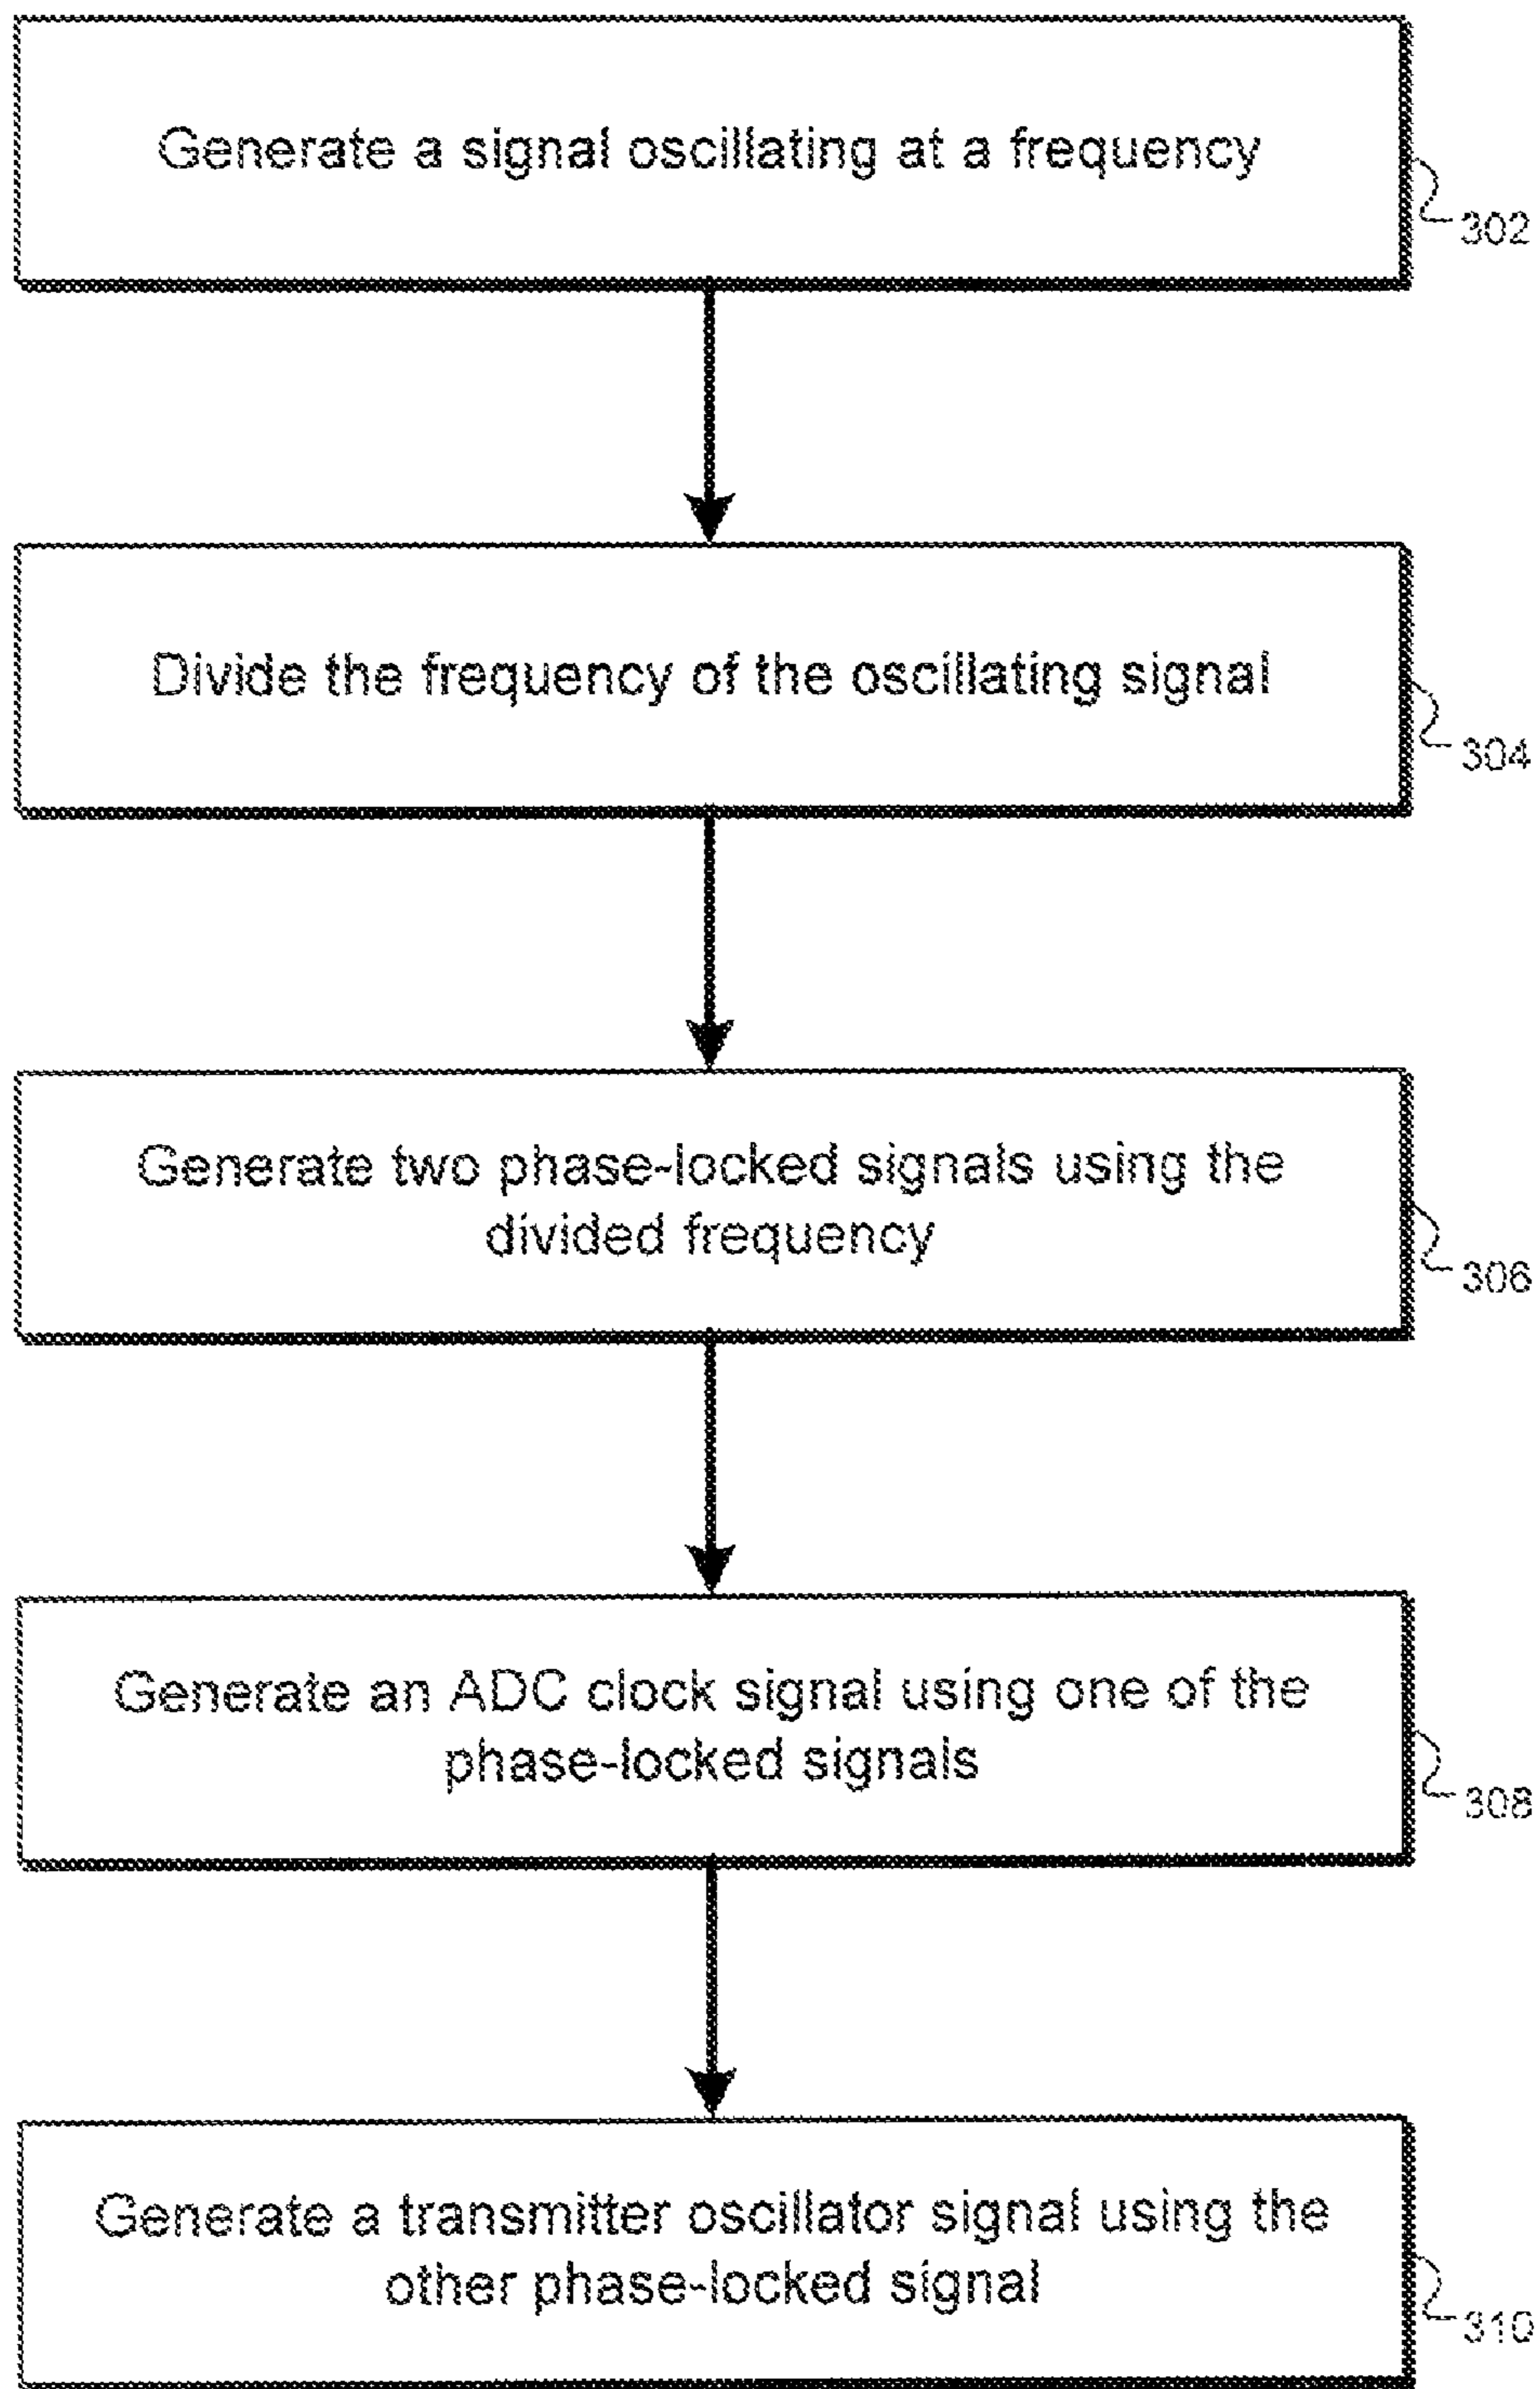 Generate a signal oscillating at a frequency
302
Divide the frequency of the oscillating signal
304
Generate two phase-locked signals using the
divided frequency
306
Generate an ADC clock signal using one of the
phase-locked signals
308
Generate a transmitter oscillator signal using the
other phase-locked signal
310